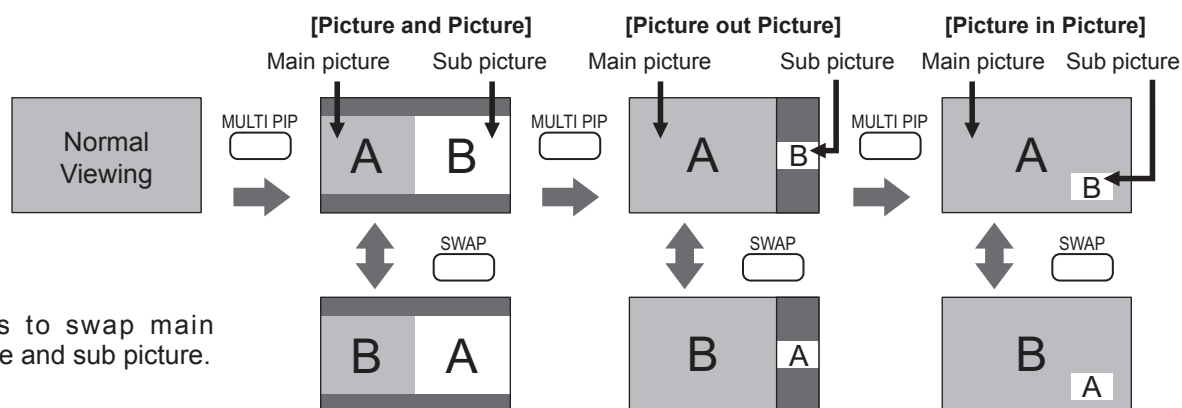 [Picture and Picture] [Picture out Picture] [Picture in Picture]
Main picture Sub picture Main picture Sub picture Main picture Sub picture
Normal
Viewing
MULTI PIP
A B
MULTI PIP
A B
MULTI PIP
A
B
SWAP SWAP SWAP
s to swap main
e and sub picture.
B A
B A
B
A